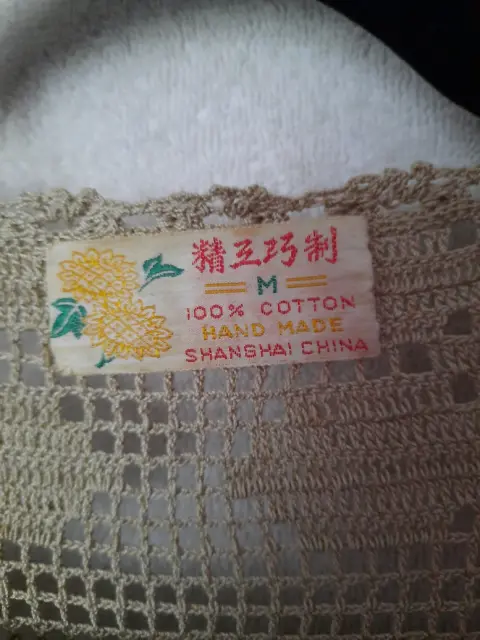 精工巧制
M
100% COTTON
HAND MADE
SHANGHAI CHINA